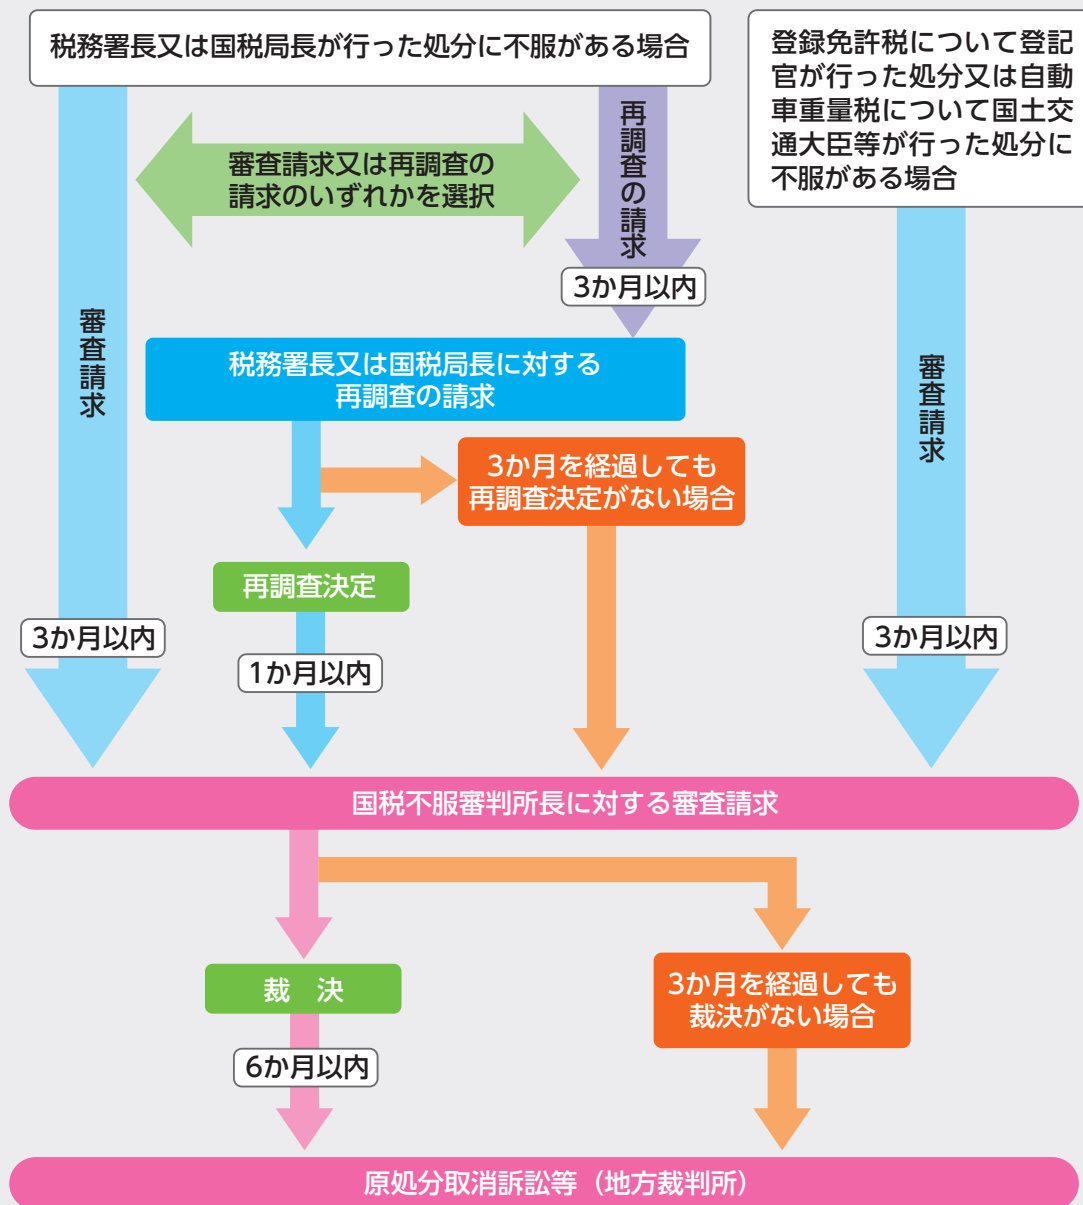 税務署長又は国税局長が行った処分に不服がある場合
登録免許税について登記
官が行った処分又は自動
車重量税について国土交
通大臣等が行った処分に
不服がある場合
審査請求又は再調査の
請求のいずれかを選択
再調査の請求
3か月以内
審査請求
税務署長又は国税局長に対する
再調査の請求
審査請求
3か月を経過しても
再調査決定がない場合
再調査決定
3か月以内
1か月以内
3か月以内
国税不服審判所長に対する審査請求
裁　決
3か月を経過しても
裁決がない場合
6か月以内
原処分取消訴訟等（地方裁判所）